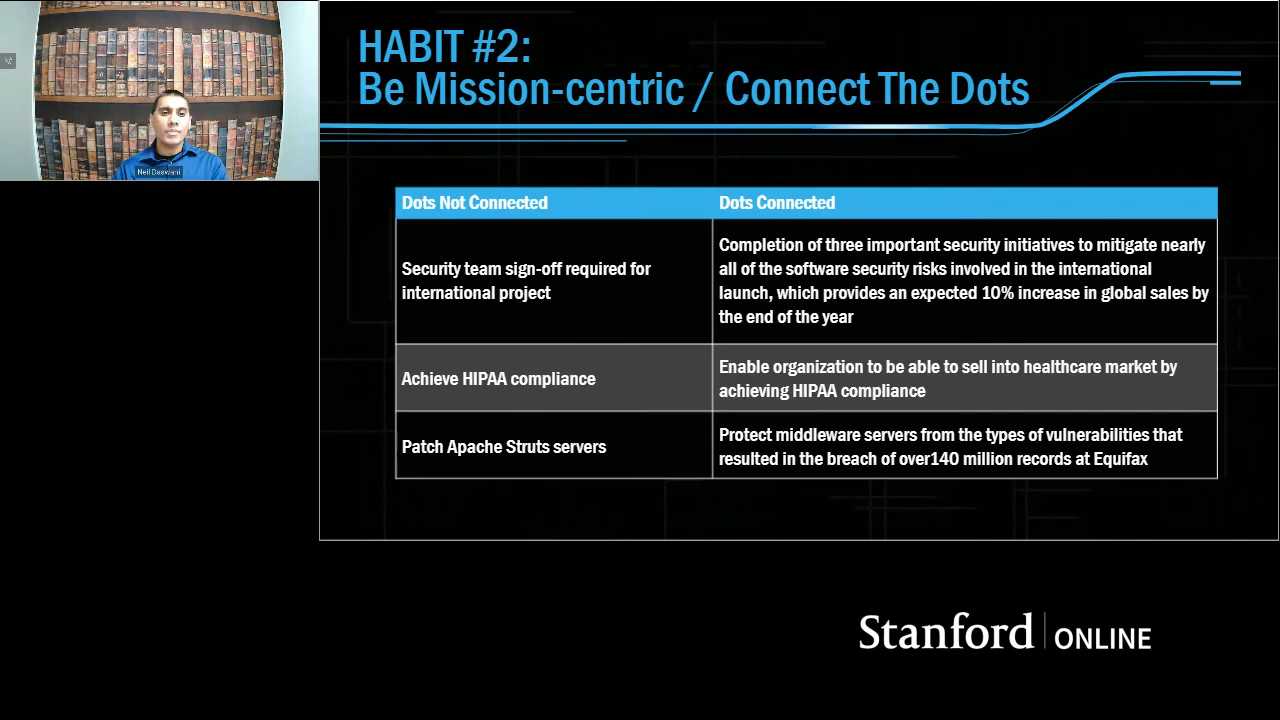 HABIT #2:
Be Mission-centric / Connect The Dots
Neil Daswani
Dots Not Connected
Dots Connected
Security team sign-off required for
international project
Completion of three important security initiatives to mitigate nearly
all of the software security risks involved in the international
launch, which provides an expected 10% increase in global sales by
the end of the year
Achieve HIPAA compliance
Enable organization to be able to sell into healthcare market by
achieving HIPAA compliance
Patch Apache Struts servers
Protect middleware servers from the types of vulnerabilities that
resulted in the breach of over140 million records at Equifax
Stanford ONLINE